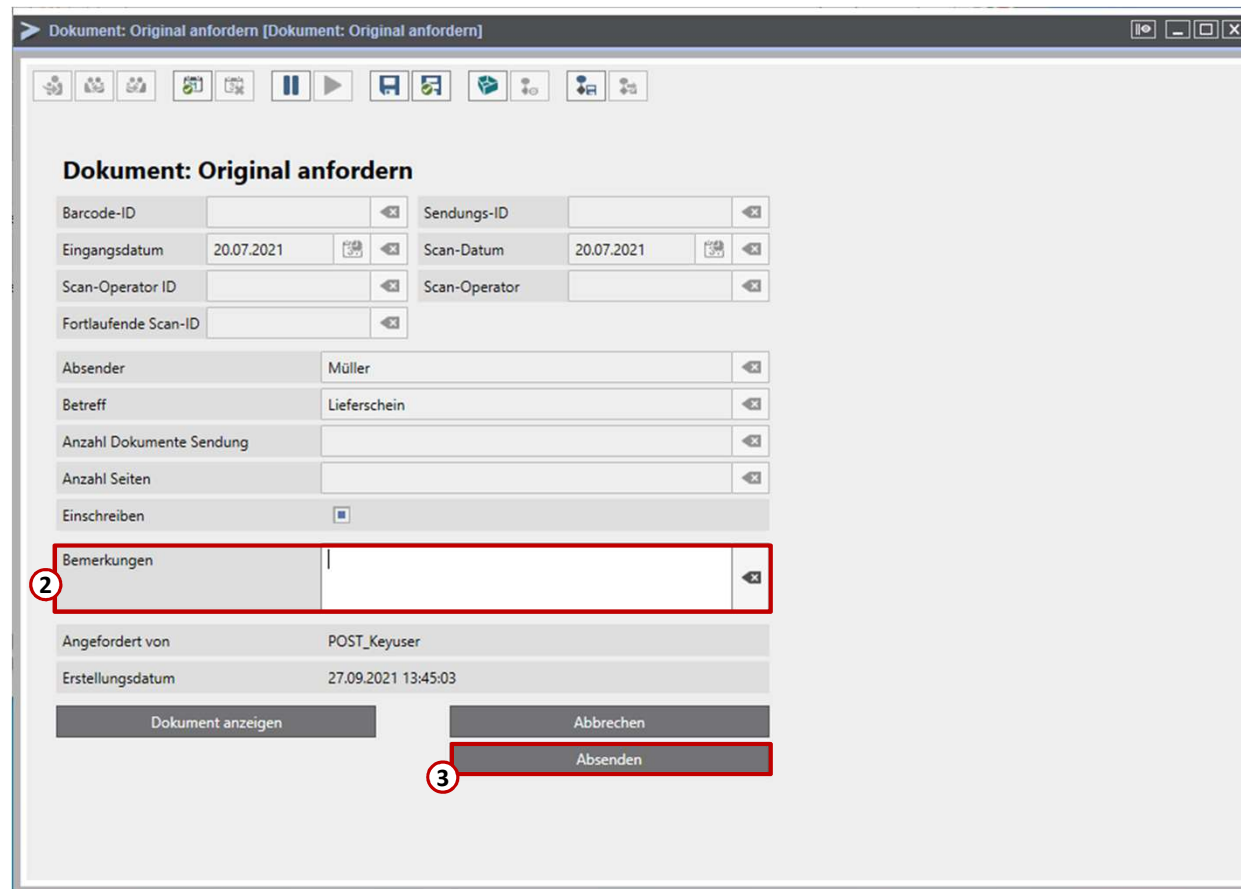 Dokument: Original anfordern [Dokument: Original anfordern]
Dokument: Original anfordern
Barcode-ID Sendungs-ID
Eingangsdatum 20.07.2021 Scan-Datum 20.07.2021
Scan-Operator ID Scan-Operator
Fortlaufende Scan-ID
Absender Müller
Betreff Lieferschein
Anzahl Dokumente Sendung
Anzahl Seiten
Einschreiben
2 Bemerkungen
Angefordert von POST_Keyuser
Erstellungsdatum 27.09.2021 13:45:03
Dokument anzeigen Abbrechen
3 Absenden